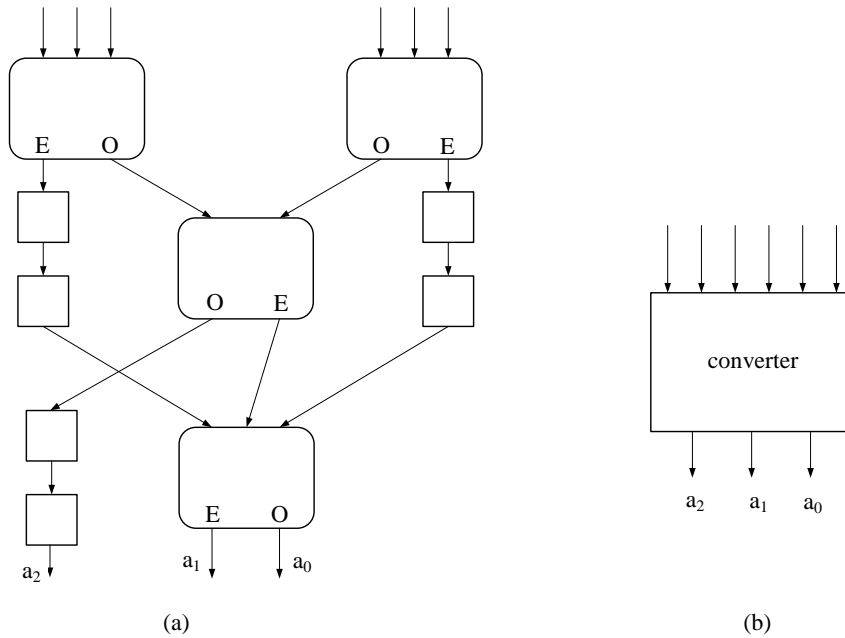 E O
O E
O E
converter
E O
a₂ a₁ a₀
a₂
a₁ a₀
(a)
(b)